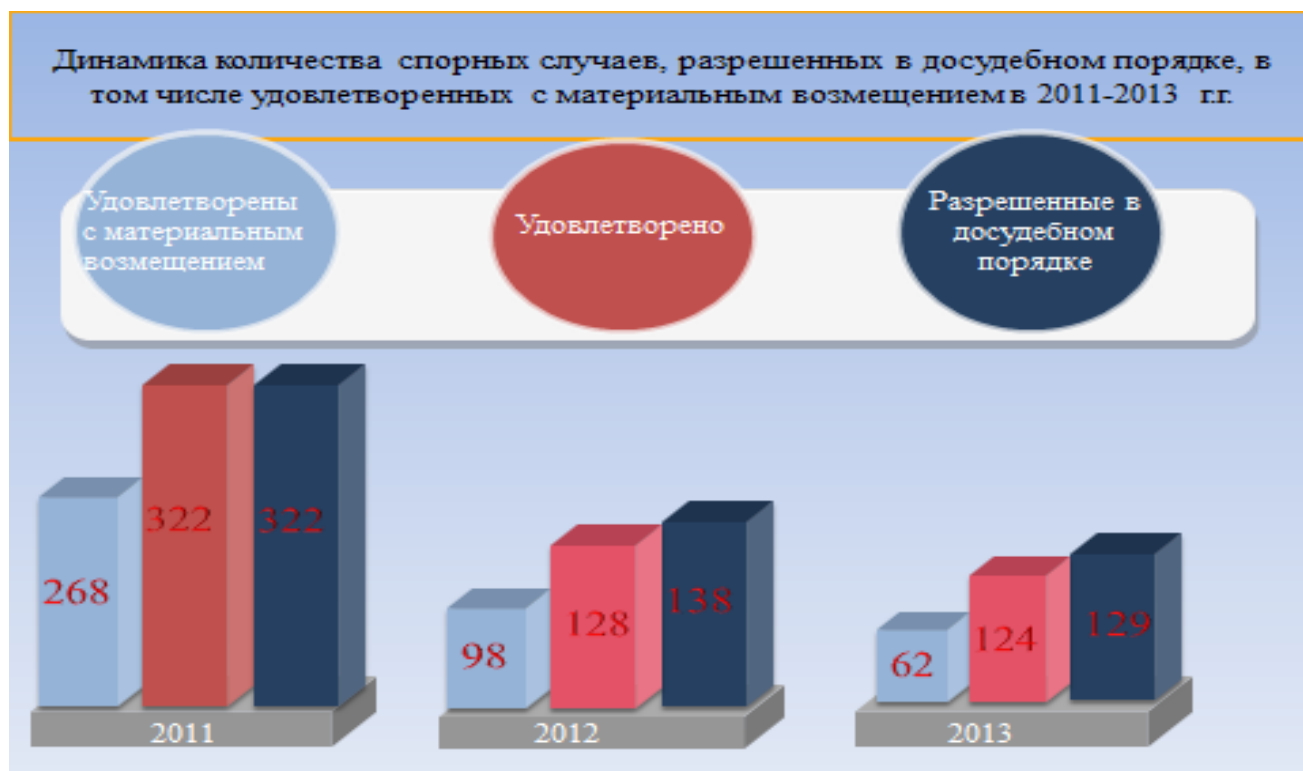 Динамика количества спорных случаев, разрешенных в досудебном порядке, в
том числе удовлетворенных с материальным возмещением в 2011-2013 г.г.
Удовлетворены
с материальным
возмещением
Удовлетворено
Разрешенные в
досудебном
порядке
268
322
322
98
128
138
62
124
129
2011
2012
2013